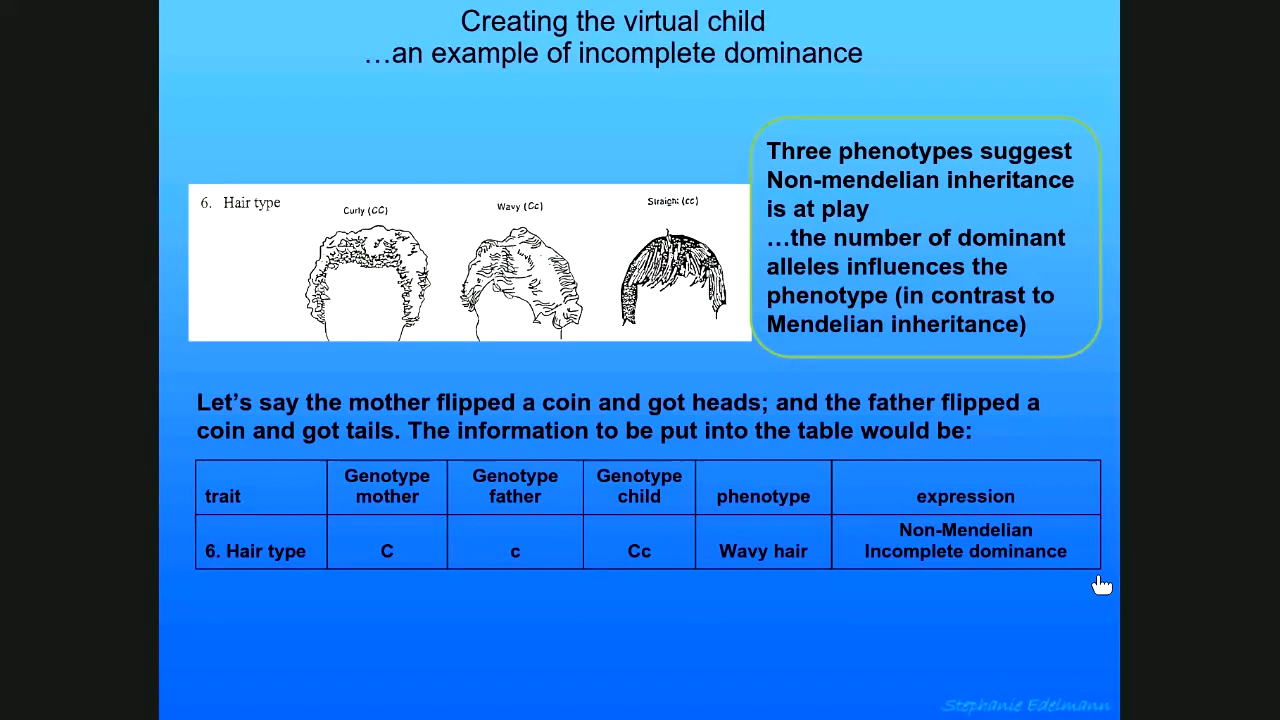 Creating the virtual child
…an example of incomplete dominance
6. Hair type
Curly (CC)
Wavy (Cc)
Straight (cc)
Three phenotypes suggest
Non-mendelian inheritance
is at play
…the number of dominant
alleles influences the
phenotype (in contrast to
Mendelian inheritance)
Let’s say the mother flipped a coin and got heads; and the father flipped a
coin and got tails. The information to be put into the table would be:
trait Genotype mother Genotype father Genotype child phenotype expression
6. Hair type C c Cc Wavy hair Non-Mendelian Incomplete dominance
Stephanie Edelmann